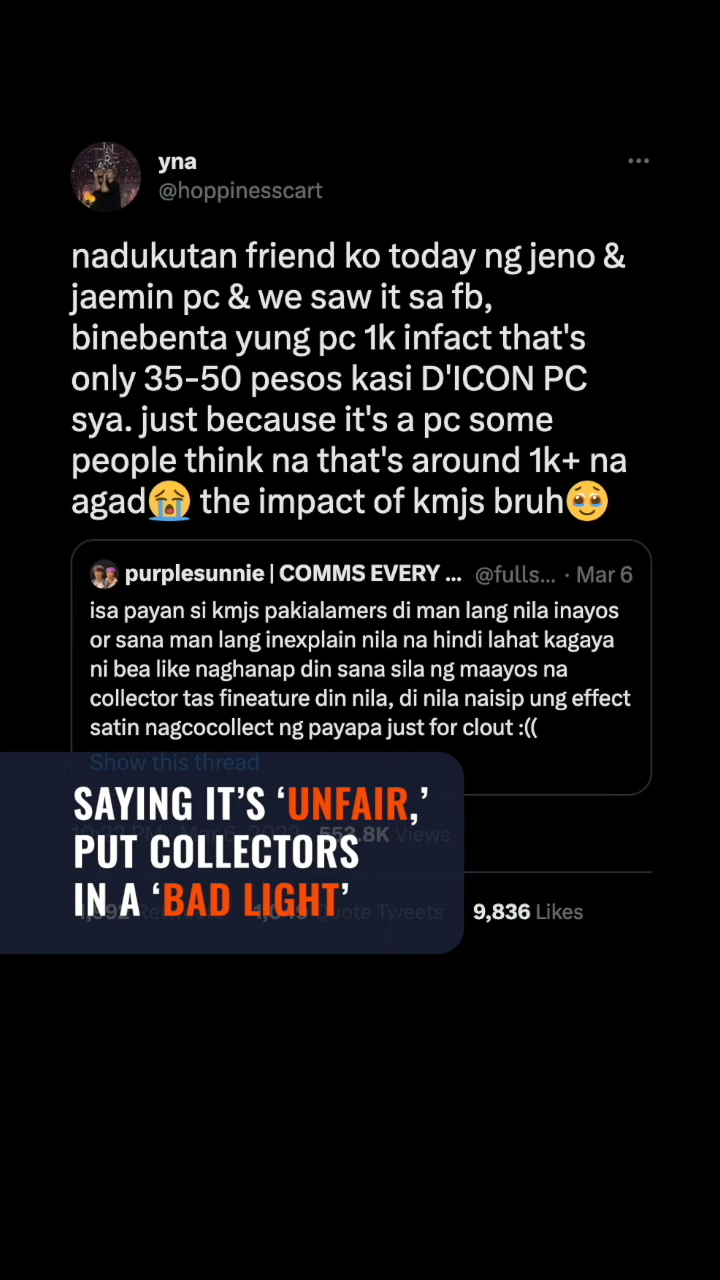 yna
@hoppinesscart
nadukutan friend ko today ng jeno &
jaemin pc & we saw it sa fb,
binebenta yung pc 1k infact that's
only 35-50 pesos kasi D'ICON PC
sya. just because it's a pc some
people think na that's around 1k+ na
agad😭 the impact of kmjs bruh🥹
purplesunnie | COMMS EVERY ... @fulls... · Mar 6
isa payan si kmjs pakialamers di man lang nila inayos
or sana man lang inexplain nila na hindi lahat kagaya
ni bea like naghanap din sana sila ng maayos na
collector tas fineature din nila, di nila naisip ung effect
satin nagcocollect ng payapa just for clout :((
Show this thread
SAYING IT'S ‘UNFAIR,’
PUT COLLECTORS
IN A ‘BAD LIGHT’
Views
Quote Tweets 9,836 Likes